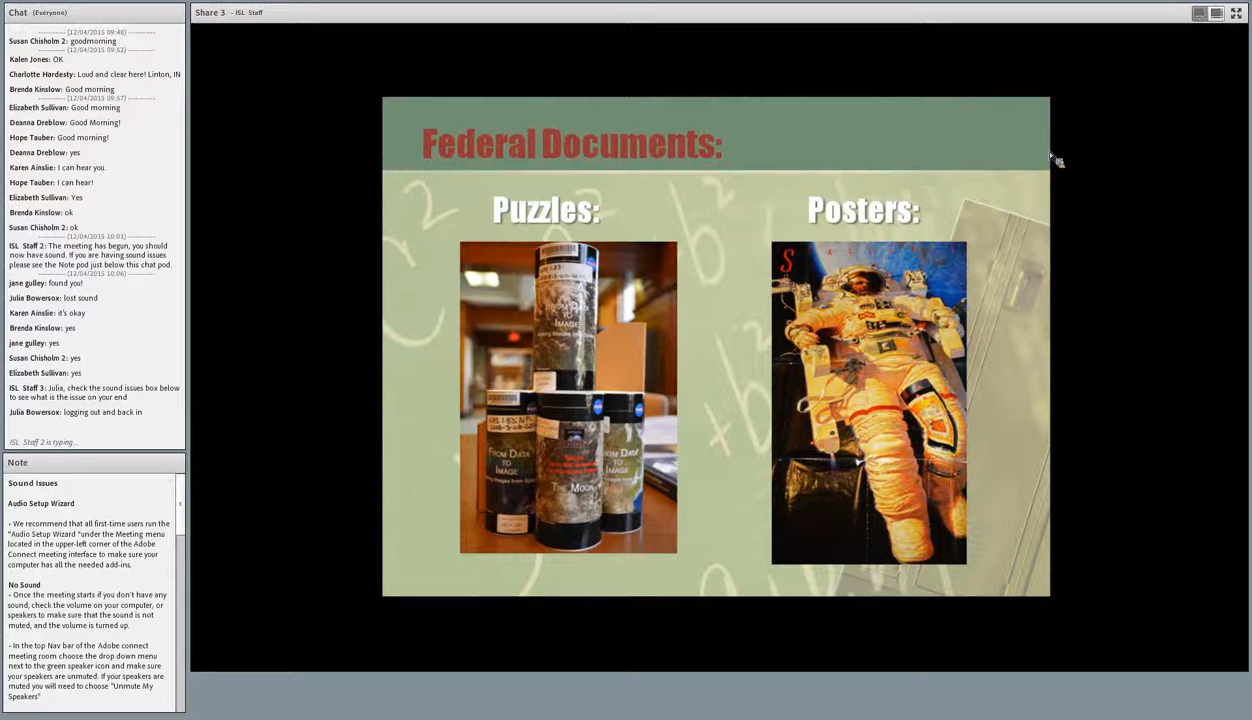 Chat (Everyone)
----------- (12/04/2015 09:48) -----------
Susan Chisholm 2: goodmorning
----------- (12/04/2015 09:52) -----------
Kalen Jones: OK
Charlotte Hardesty: Loud and clear here! Linton, IN
Brenda Kinslow: Good morning
----------- (12/04/2015 09:57) -----------
Elizabeth Sullivan: Good morning
Deanna Dreblow: Good Morning!
Hope Tauber: Good morning!
Deanna Dreblow: yes
Karen Ainslie: I can hear you
Hope Tauber: I can hear!
Elizabeth Sullivan: Yes
Brenda Kinslow: ok
Susan Chisholm 2: ok
----------- (12/04/2015 10:01) -----------
ISL Staff 2: The meeting has begun, you should
now have sound. If you are having sound issues
please see the Note pod just below this chat pod.
----------- (12/04/2015 10:06) -----------
jane gulley: found you!
Julia Bowersox: lost sound
Karen Ainslie: it's okay
Brenda Kinslow: yes
jane gulley: yes
Susan Chisholm 2: yes
Elizabeth Sullivan: yes
ISL Staff 3: Julia, check the sound issues box below
to see what is the issue on your end
Julia Bowersox: logging out and back in
ISL Staff 2 is typing...
Note
Sound Issues
Audio Setup Wizard
• We recommend that all first-time users run the
"Audio Setup Wizard "under the Meeting menu
located in the upper-left corner of the Adobe
Connect meeting interface to make sure your
computer has all the needed add-ins.
No Sound
• Once the meeting starts if you don't have any
sound, check the volume on your computer, or
speakers to make sure that the sound is not
muted, and the volume is turned up.
• In the top Nav bar of the Adobe connect
meeting room choose the drop down menu
next to the green speaker icon and make sure
your speakers are unmuted. If your speakers are
muted you will need to choose "Unmute My
Speakers"
Share 3 - ISL Staff
Federal Documents:
Puzzles:
Posters:
FROM DATA
TO
IMAGE
FROM DATA
TO
IMAGE
THE MOON
FROM DATA
TO
IMAGE
S